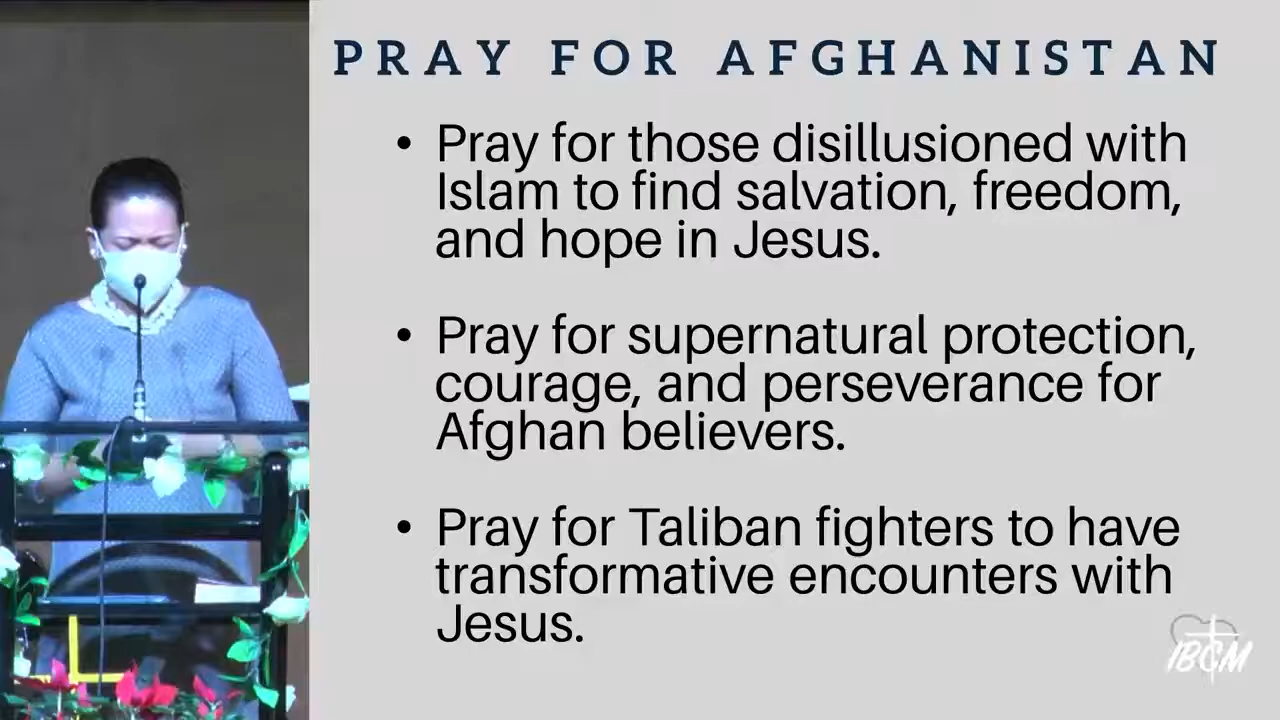 PRAY FOR AFGHANISTAN
• Pray for those disillusioned with
Islam to find salvation, freedom,
and hope in Jesus.
• Pray for supernatural protection,
courage, and perseverance for
Afghan believers.
• Pray for Taliban fighters to have
transformative encounters with
Jesus.
IBCM